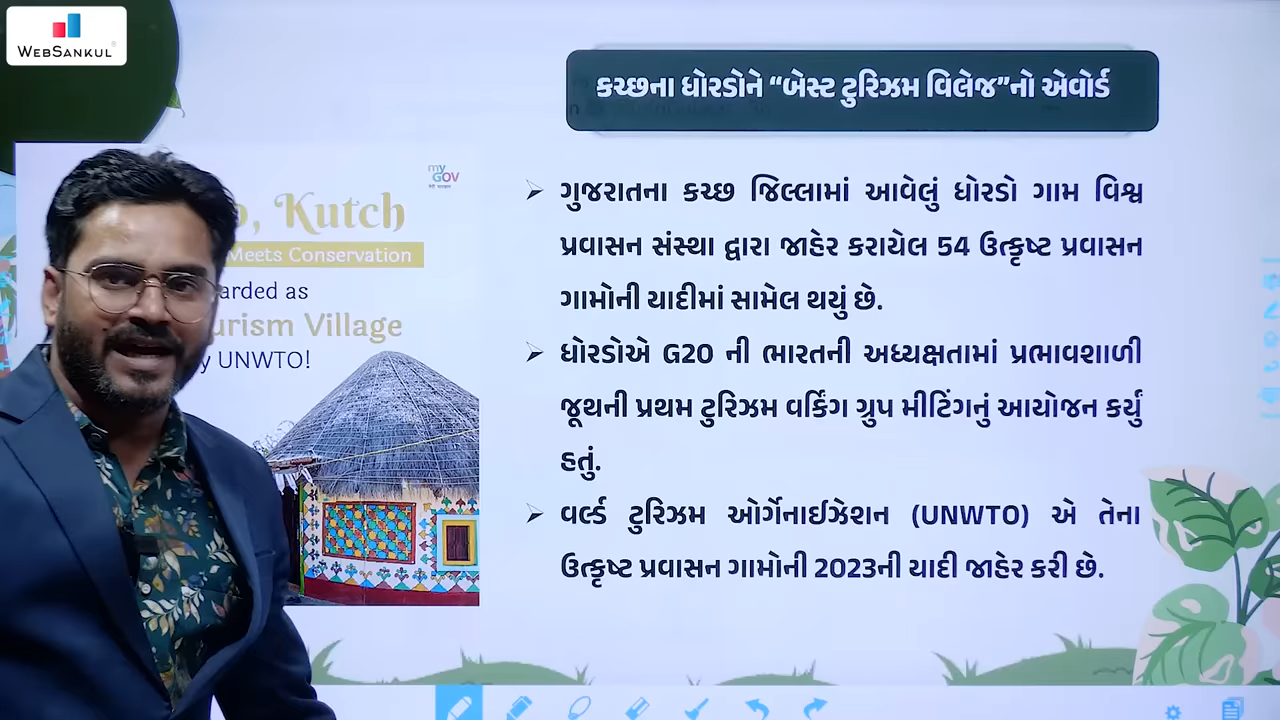 WEBSANKUL
કચ્છના ધોરડોને “બેસ્ટ ટુરિઝમ વિલેજ”નો એવોર્ડ
my
GOV
मेरी सरकार
, Kutch
Meets Conservation
arded as
urism Village
y UNWTO!
➢ ગુજરાતના કચ્છ જિલ્લામાં આવેલું ધોરડો ગામ વિશ્વ
પ્રવાસન સંસ્થા દ્વારા જાહેર કરાયેલ 54 ઉત્કૃષ્ટ પ્રવાસન
ગામોની યાદીમાં સામેલ થયું છે.
➢ ધોરડોએ G20 ની ભારતની અધ્યક્ષતામાં પ્રભાવશાળી
જૂથની પ્રથમ ટુરિઝમ વર્કિંગ ગ્રુપ મીટિંગનું આયોજન કર્યું
હતું.
➢ વર્લ્ડ ટુરિઝમ ઓર્ગેનાઈઝેશન (UNWTO) એ તેના
ઉત્કૃષ્ટ પ્રવાસન ગામોની 2023ની યાદી જાહેર કરી છે.